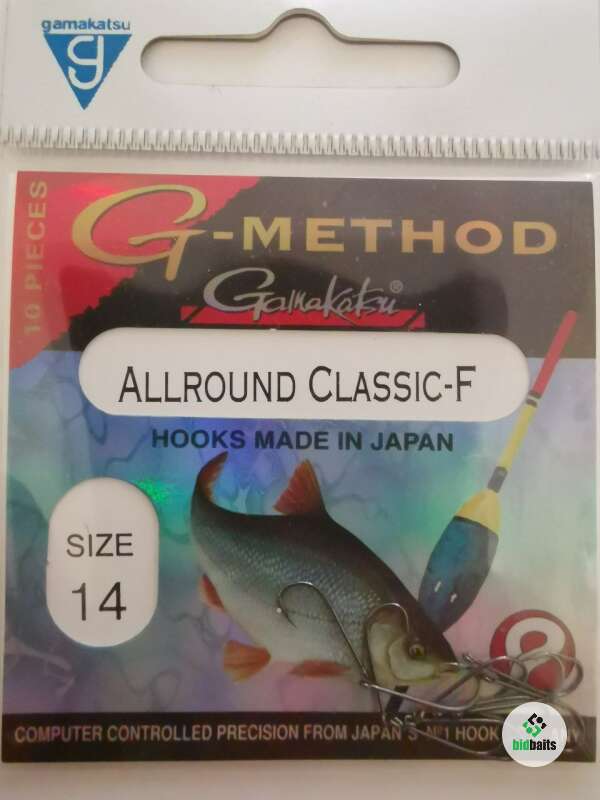 gamakatsu
g
10 PIECES
G-METHOD
Gamakatsu®
ALLROUND CLASSIC-F
HOOKS MADE IN JAPAN
SIZE
14
COMPUTER CONTROLLED PRECISION FROM JAPAN'S Nº1 HOOK
bidbaits